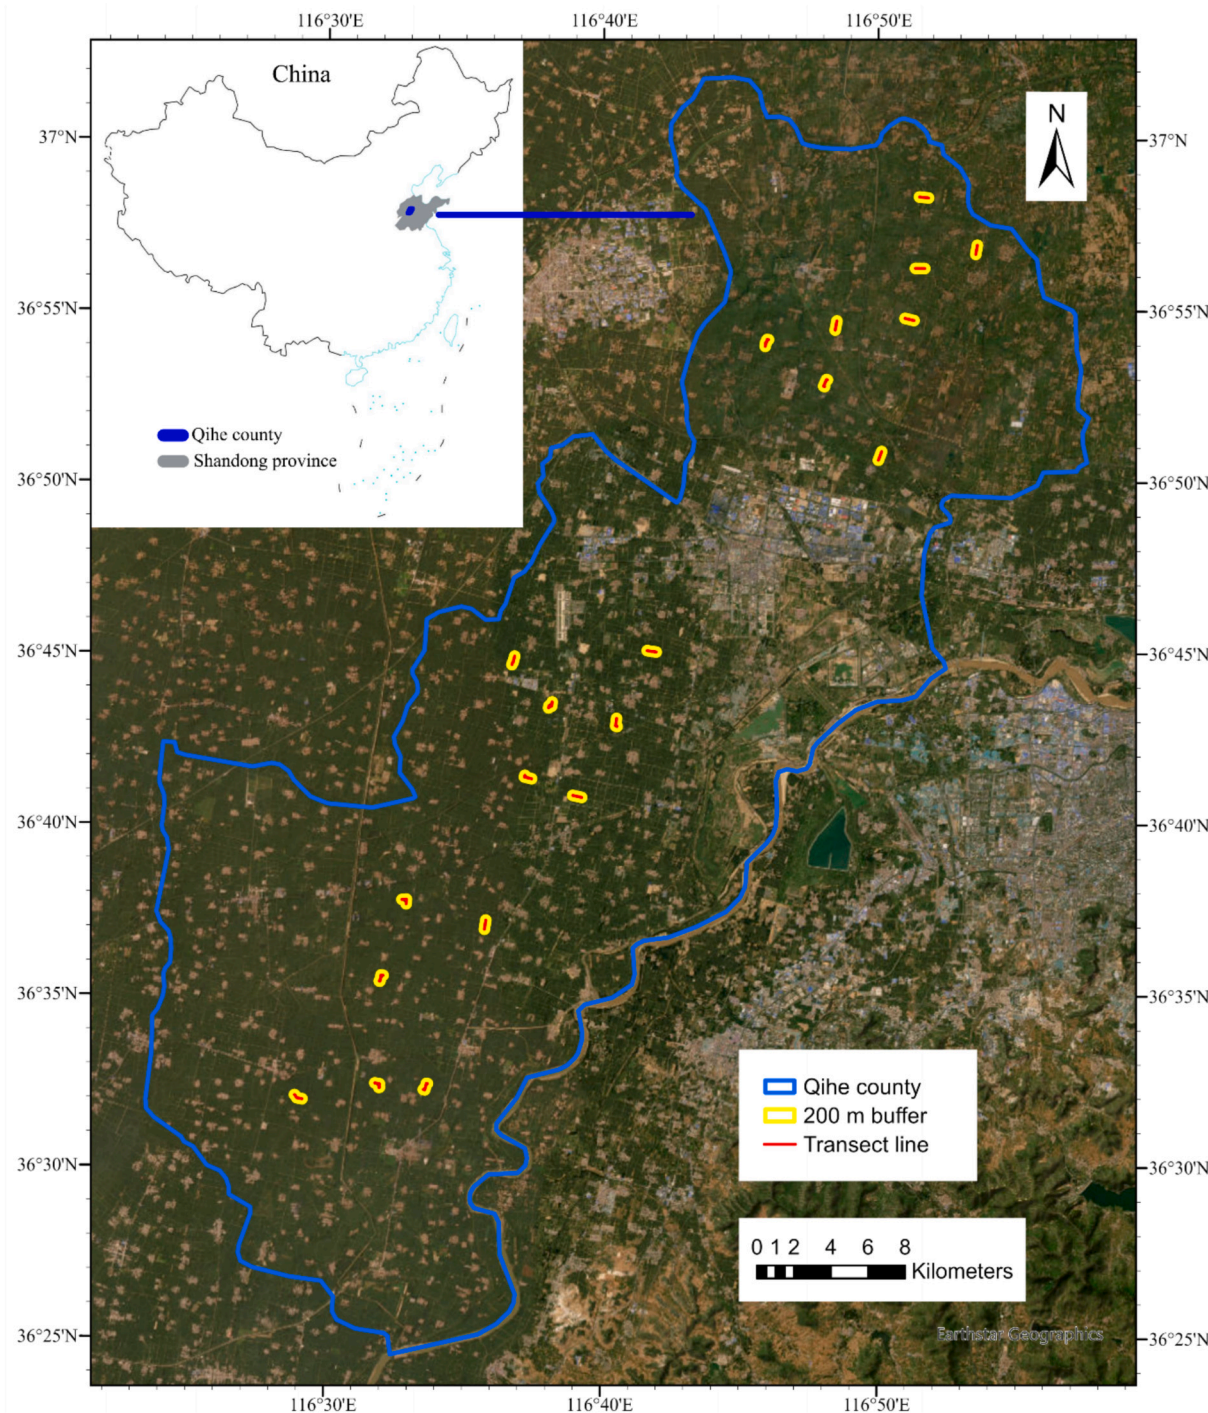 116°30'E 116°40'E 116°50'E
China
N
37°N 37°N
36°55'N 36°55'N
Qihe county
Shandong province
36°50'N 36°50'N
36°45'N 36°45'N
36°40'N 36°40'N
36°35'N 36°35'N
Qihe county
200 m buffer
Transect line
36°30'N 36°30'N
0 1 2 4 6 8
Kilometers
36°25'N 36°25'N
Earthstar Geographics
116°30'E 116°40'E 116°50'E